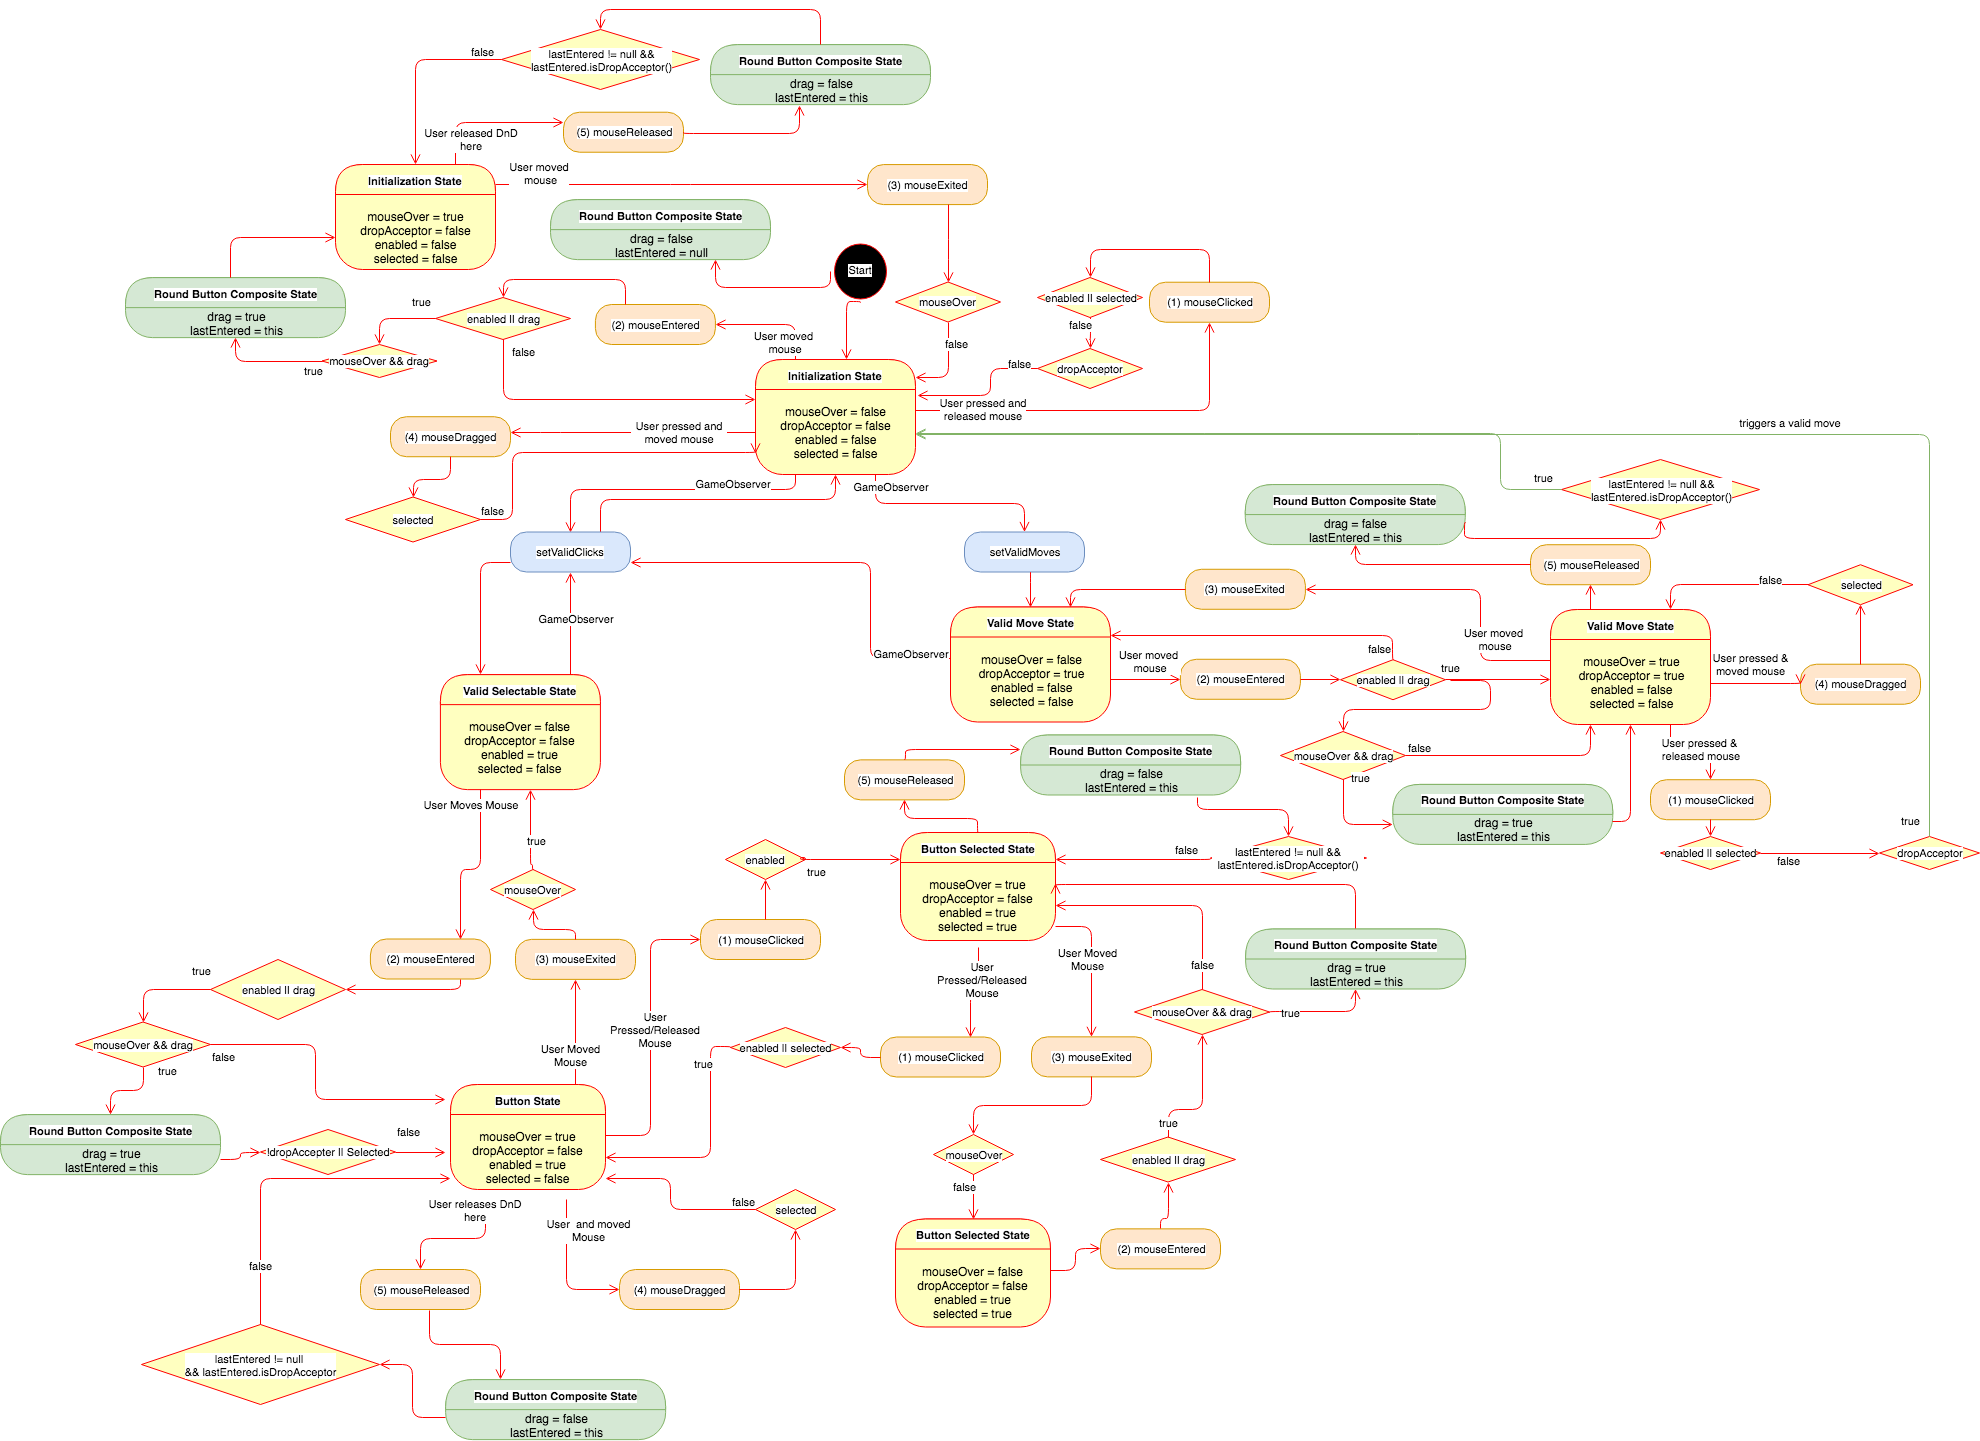 false
lastEntered != null &&
lastEntered.isDropAcceptor()
Round Button Composite State
drag = false
lastEntered = this
User released DnD
here
(5) mouseReleased
Initialization State
mouseOver = true
dropAcceptor = false
enabled = false
selected = false
User moved
mouse
(3) mouseExited
Round Button Composite State
drag = false
lastEntered = null
Start
Round Button Composite State
drag = true
lastEntered = this
true
enabled II drag
false
mouseOver && drag
true
(2) mouseEntered
User moved
mouse
mouseOver
false
enabled II selected
false
dropAcceptor
false
(1) mouseClicked
Initialization State
mouseOver = false
dropAcceptor = false
enabled = false
selected = false
User pressed and
released mouse
(4) mouseDragged
User pressed and
moved mouse
selected
false
GameObserver
GameObserver
triggers a valid move
true
lastEntered != null &&
lastEntered.isDropAcceptor()
Round Button Composite State
drag = false
lastEntered = this
setValidClicks
setValidMoves
(5) mouseReleased
(3) mouseExited
false
selected
GameObserver
GameObserver
Valid Move State
mouseOver = false
dropAcceptor = true
enabled = false
selected = false
User moved
mouse
(2) mouseEntered
false
enabled II drag
true
User moved
mouse
Valid Move State
mouseOver = true
dropAcceptor = true
enabled = false
selected = false
User pressed &
moved mouse
(4) mouseDragged
Valid Selectable State
mouseOver = false
dropAcceptor = false
enabled = true
selected = false
mouseOver && drag
false
true
User pressed &
released mouse
(1) mouseClicked
Round Button Composite State
drag = true
lastEntered = this
enabled II selected
false
true
dropAcceptor
(5) mouseReleased
Round Button Composite State
drag = false
lastEntered = this
User Moves Mouse
true
mouseOver
enabled
true
Button Selected State
mouseOver = true
dropAcceptor = false
enabled = true
selected = true
false
lastEntered != null &&
lastEntered.isDropAcceptor()
(2) mouseEntered
(3) mouseExited
(1) mouseClicked
User
Pressed/Released
Mouse
User Moved
Mouse
false
Round Button Composite State
drag = true
lastEntered = this
true
enabled II drag
mouseOver && drag
true
mouseOver && drag
false
true
User Moved
Mouse
User
Pressed/Released
Mouse
enabled II selected
true
(1) mouseClicked
(3) mouseExited
Round Button Composite State
drag = true
lastEntered = this
!dropAccepter II Selected
false
Button State
mouseOver = true
dropAcceptor = false
enabled = true
selected = false
mouseOver
false
true
enabled II drag
User releases DnD
here
User  and moved
Mouse
false
selected
Button Selected State
mouseOver = false
dropAcceptor = false
enabled = true
selected = true
(2) mouseEntered
false
(5) mouseReleased
(4) mouseDragged
lastEntered != null
&& lastEntered.isDropAcceptor
Round Button Composite State
drag = false
lastEntered = this